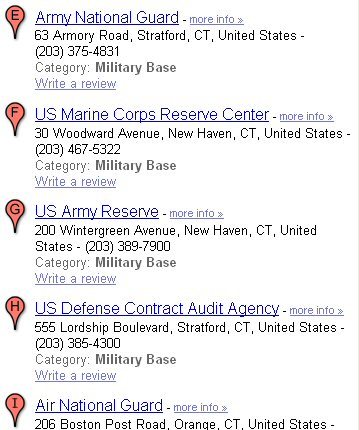 E
Army National Guard - more info »
63 Armory Road, Stratford, CT, United States -
(203) 375-4831
Category: Military Base
Write a review
F
US Marine Corps Reserve Center - more info »
30 Woodward Avenue, New Haven, CT, United States -
(203) 467-5322
Category: Military Base
Write a review
G
US Army Reserve - more info »
200 Wintergreen Avenue, New Haven, CT, United
States - (203) 389-7900
Category: Military Base
Write a review
H
US Defense Contract Audit Agency - more info »
555 Lordship Boulevard, Stratford, CT, United States -
(203) 385-4300
Category: Military Base
Write a review
I
Air National Guard - more info »
206 Boston Post Road, Orange, CT, United States -